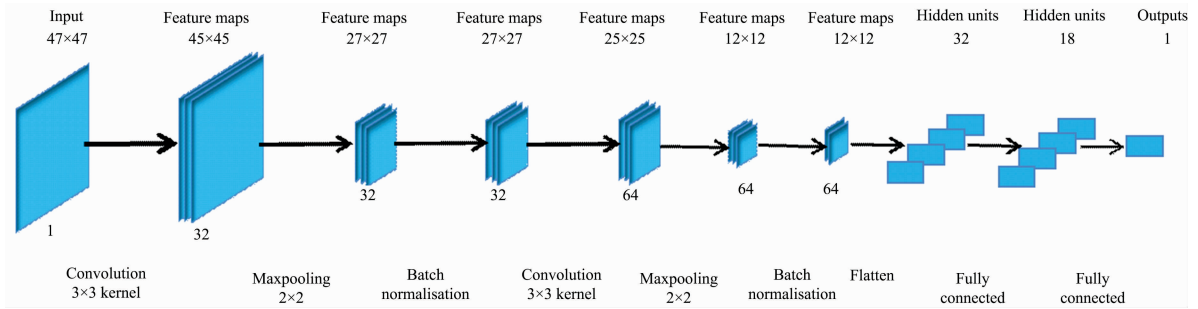 Input
47×47
Feature maps
45×45
Feature maps
27×27
Feature maps
27×27
Feature maps
25×25
Feature maps
12×12
Feature maps
12×12
Hidden units
32
Hidden units
18
Outputs
1
1
32
32
32
64
64
64
Convolution
3×3 kernel
Maxpooling
2×2
Batch
normalisation
Convolution
3×3 kernel
Maxpooling
2×2
Batch
normalisation
Flatten
Fully
connected
Fully
connected